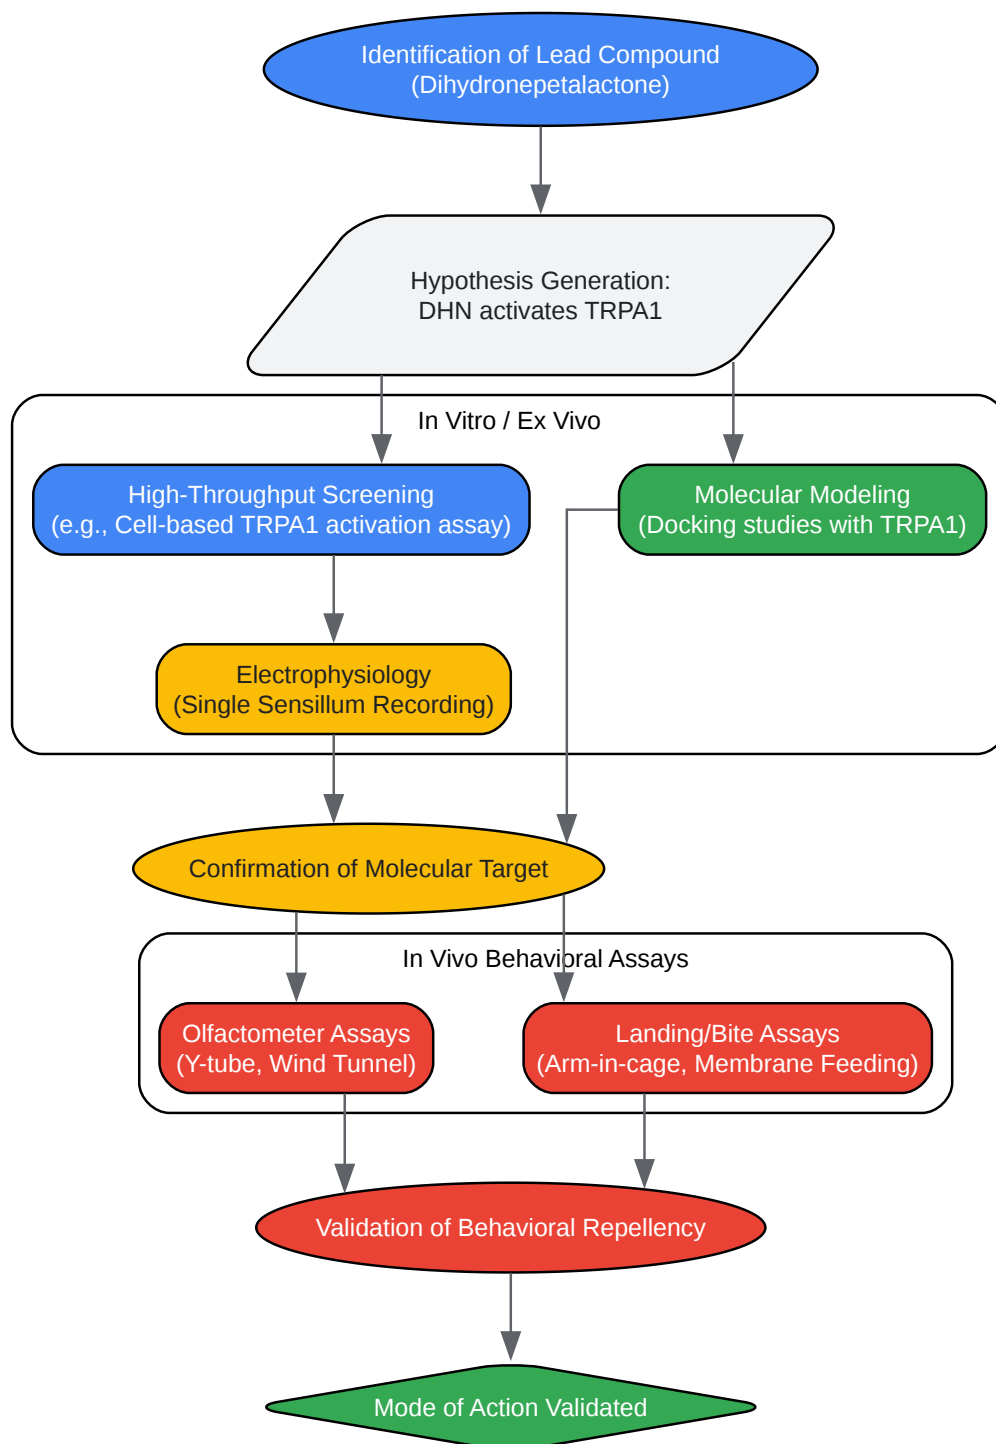 Identification of Lead Compound
(Dihydronepetalactone)
Hypothesis Generation:
DHN activates TRPA1
In Vitro / Ex Vivo
High-Throughput Screening
(e.g., Cell-based TRPA1 activation assay)
Molecular Modeling
(Docking studies with TRPA1)
Electrophysiology
(Single Sensillum Recording)
Confirmation of Molecular Target
In Vivo Behavioral Assays
Olfactometer Assays
(Y-tube, Wind Tunnel)
Landing/Bite Assays
(Arm-in-cage, Membrane Feeding)
Validation of Behavioral Repellency
Mode of Action Validated